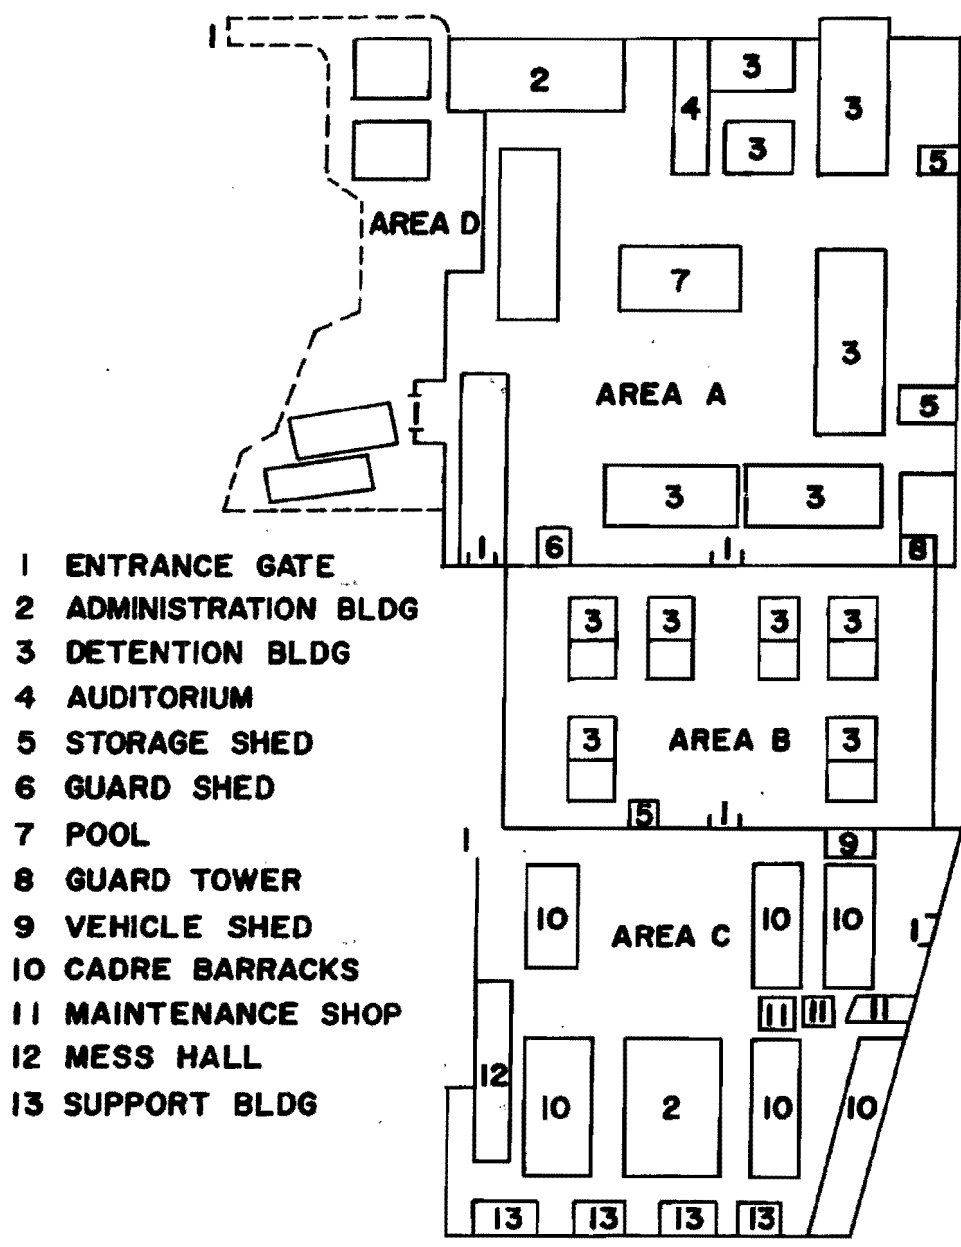 1
2
3
4
3
3
5
AREA D
7
3
AREA A
1
5
3
3
1
6
1
8
3
3
3
3
3
AREA B
3
5
1
1
9
10
AREA C
10
10
1
11
11
11
12
10
2
10
10
13
13
13
13
1 ENTRANCE GATE
2 ADMINISTRATION BLDG
3 DETENTION BLDG
4 AUDITORIUM
5 STORAGE SHED
6 GUARD SHED
7 POOL
8 GUARD TOWER
9 VEHICLE SHED
10 CADRE BARRACKS
11 MAINTENANCE SHOP
12 MESS HALL
13 SUPPORT BLDG